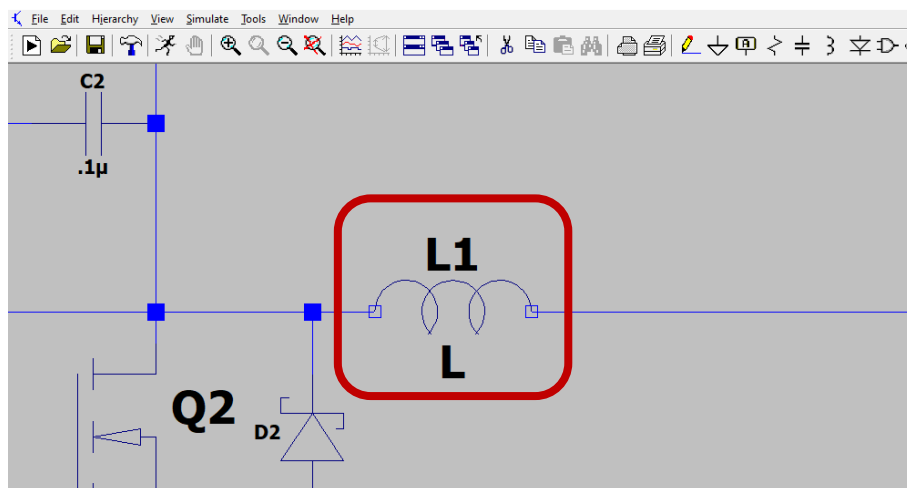 File Edit Hierarchy View Simulate Tools Window Help
C2
.1µ
L1
L
Q2
D2